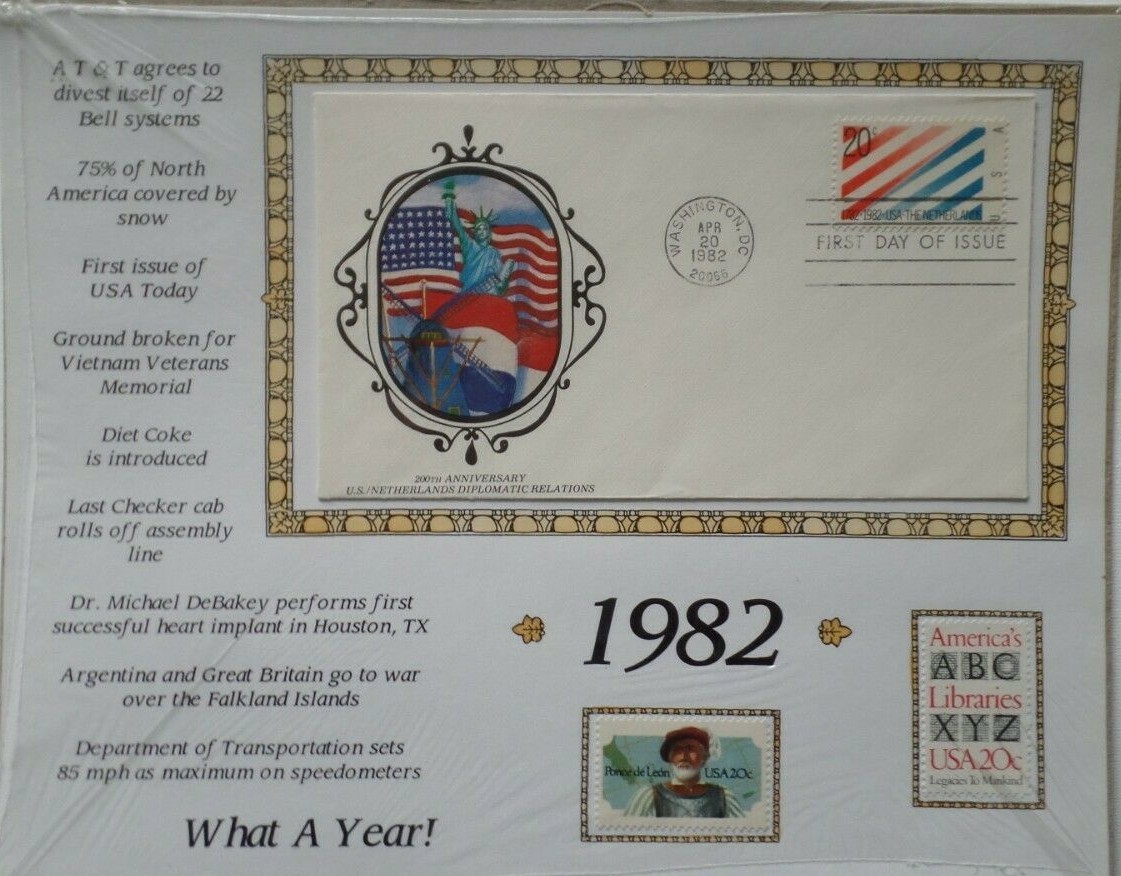 A T & T agrees to
divest itself of 22
Bell systems
75% of North
America covered by
snow
First issue of
USA Today
Ground broken for
Vietnam Veterans
Memorial
Diet Coke
is introduced
Last Checker cab
rolls off assembly
line
Dr. Michael DeBakey performs first
successful heart implant in Houston, TX
Argentina and Great Britain go to war
over the Falkland Islands
Department of Transportation sets
85 mph as maximum on speedometers
What A Year!
200TH ANNIVERSARY
U.S./NETHERLANDS DIPLOMATIC RELATIONS
WASHINGTON, DC
APR
20
1982
20066
20c
USA
1782·1982·USA·THE NETHERLANDS
FIRST DAY OF ISSUE
1982
Ponce de León USA 20c
America's
ABC
Libraries
XYZ
USA 20c
Legacies To Mankind